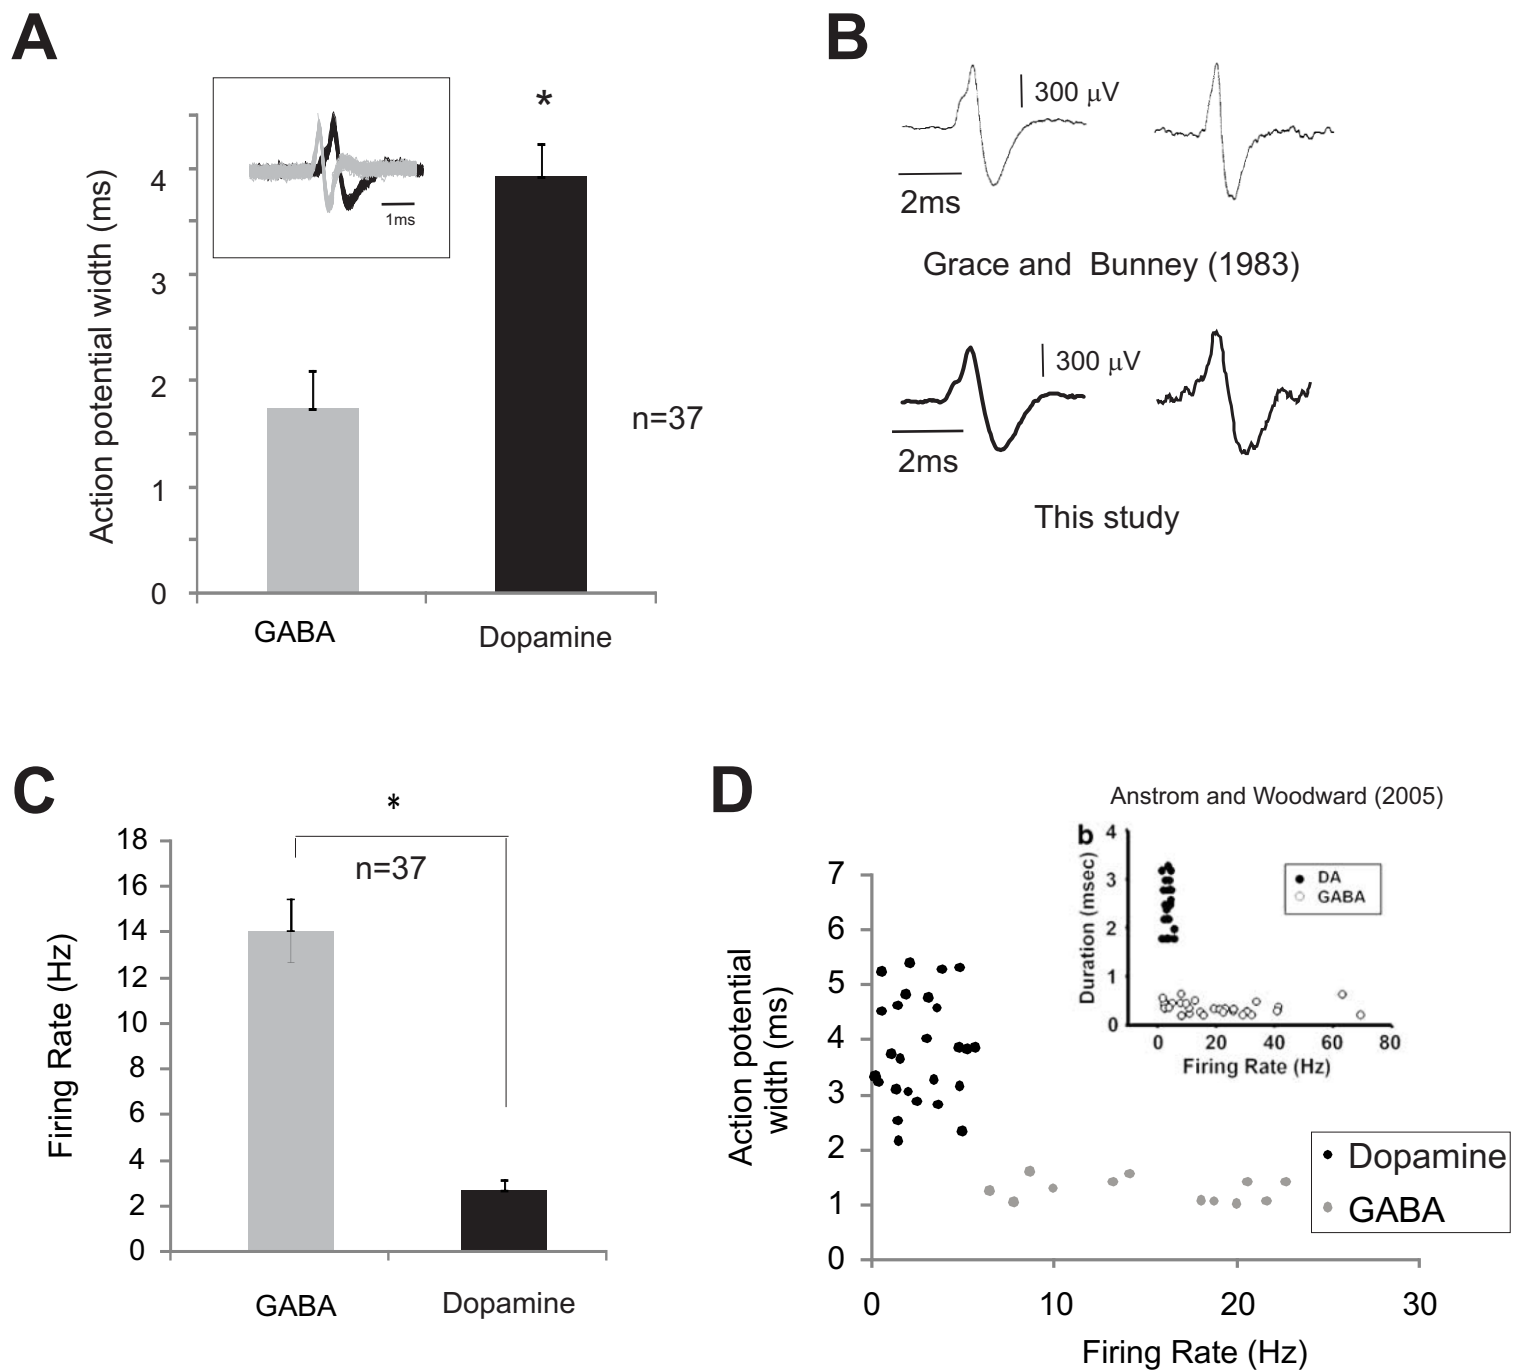 A
Action potential width (ms)
4
3
2
1
0
*
1ms
n=37
GABA
Dopamine
B
300 μV
2ms
Grace and Bunney (1983)
300 μV
2ms
This study
C
*
n=37
Firing Rate (Hz)
18
16
14
12
10
8
6
4
2
0
GABA
Dopamine
D
Anstrom and Woodward (2005)
b
Duration (msec)
4
3
2
1
0
DA
GABA
0 20 40 60 80
Firing Rate (Hz)
Action potential
width (ms)
7
6
5
4
3
2
1
0
Dopamine
GABA
0 10 20 30
Firing Rate (Hz)